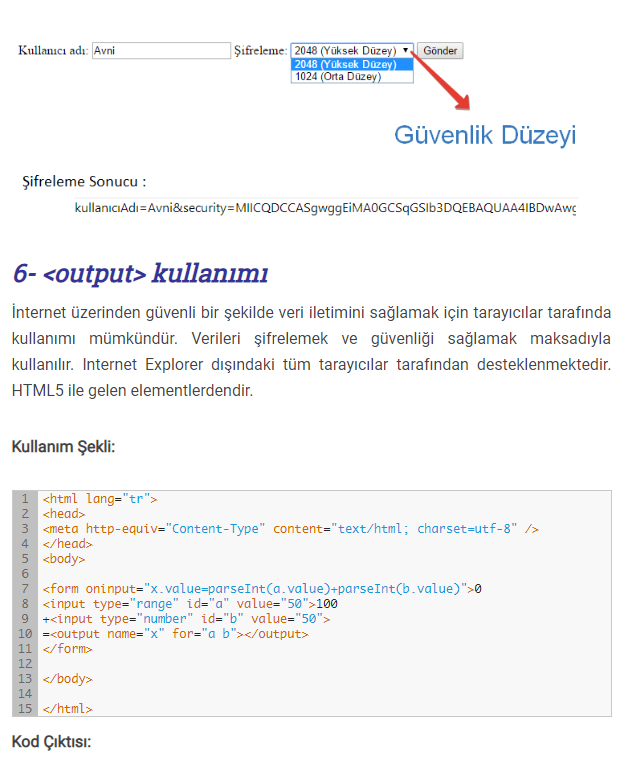 Kullanıcı adı: Avni Şifreleme: 2048 (Yüksek Düzey) Gönder
2048 (Yüksek Düzey)
1024 (Orta Düzey)
Güvenlik Düzeyi
Şifreleme Sonucu :
kullanıcıAdı=Avni&security=MIICQDCCASgwggEiMA0GCSqGSIb3DQEBAQUAA4IBDwAwg
6- <output> kullanımı
İnternet üzerinden güvenli bir şekilde veri iletimini sağlamak için tarayıcılar tarafında
kullanımı mümkündür. Verileri şifrelemek ve güvenliği sağlamak maksadıyla
kullanılır. Internet Explorer dışındaki tüm tarayıcılar tarafından desteklenmektedir.
HTML5 ile gelen elementlerdendir.
Kullanım Şekli:
1 <html lang="tr">
2 <head>
3 <meta http-equiv="Content-Type" content="text/html; charset=utf-8" />
4 </head>
5 <body>
6
7 <form oninput="x.value=parseInt(a.value)+parseInt(b.value)">0
8 <input type="range" id="a" value="50">100
9 +<input type="number" id="b" value="50">
10 =<output name="x" for="a b"></output>
11 </form>
12
13 </body>
14
15 </html>
Kod Çıktısı: